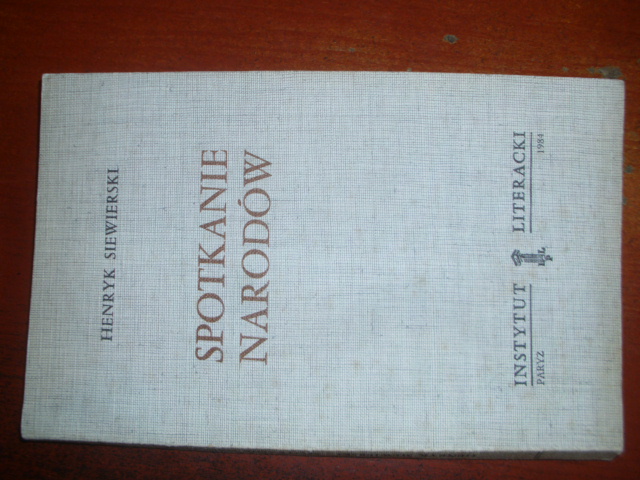 HENRYK SIEWIERSKI
SPOTKANIE
NARODÓW
INSTYTUT LITERACKI
PARYŻ 1984